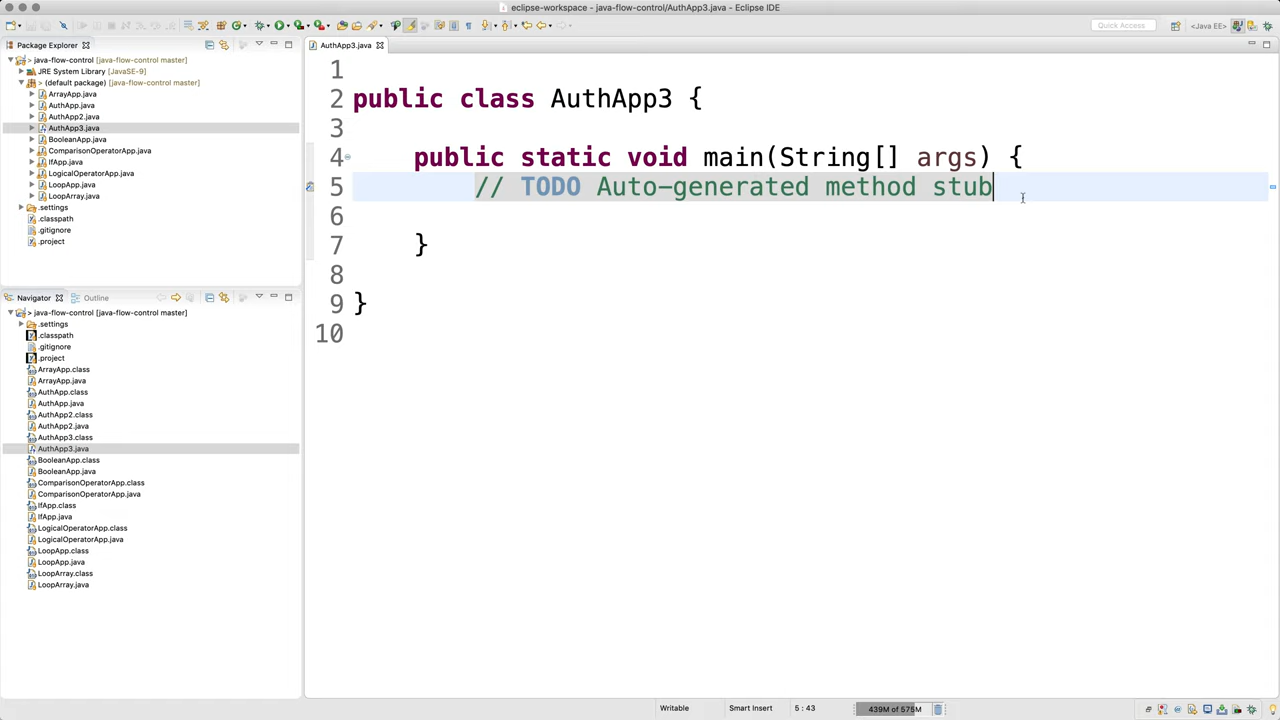 eclipse-workspace - java-flow-control/AuthApp3.java - Eclipse IDE
Quick Access
<Java EE>
Package Explorer
> java-flow-control [java-flow-control master]
JRE System Library [JavaSE-9]
> (default package) [java-flow-control master]
ArrayApp.java
AuthApp.java
AuthApp2.java
AuthApp3.java
BooleanApp.java
ComparisonOperatorApp.java
IfApp.java
LogicalOperatorApp.java
LoopApp.java
LoopArray.java
.settings
.classpath
.gitignore
.project
Navigator
Outline
> java-flow-control [java-flow-control master]
.settings
.classpath
.gitignore
.project
ArrayApp.class
ArrayApp.java
AuthApp.class
AuthApp.java
AuthApp2.class
AuthApp2.java
AuthApp3.class
AuthApp3.java
BooleanApp.class
BooleanApp.java
ComparisonOperatorApp.class
ComparisonOperatorApp.java
IfApp.class
IfApp.java
LogicalOperatorApp.class
LogicalOperatorApp.java
LoopApp.class
LoopApp.java
LoopArray.class
LoopArray.java
AuthApp3.java
1
2 public class AuthApp3 {
3
4 public static void main(String[] args) {
5 // TODO Auto-generated method stub
6
7 }
8
9 }
10
Writable
Smart Insert
5 : 43
439M of 575M